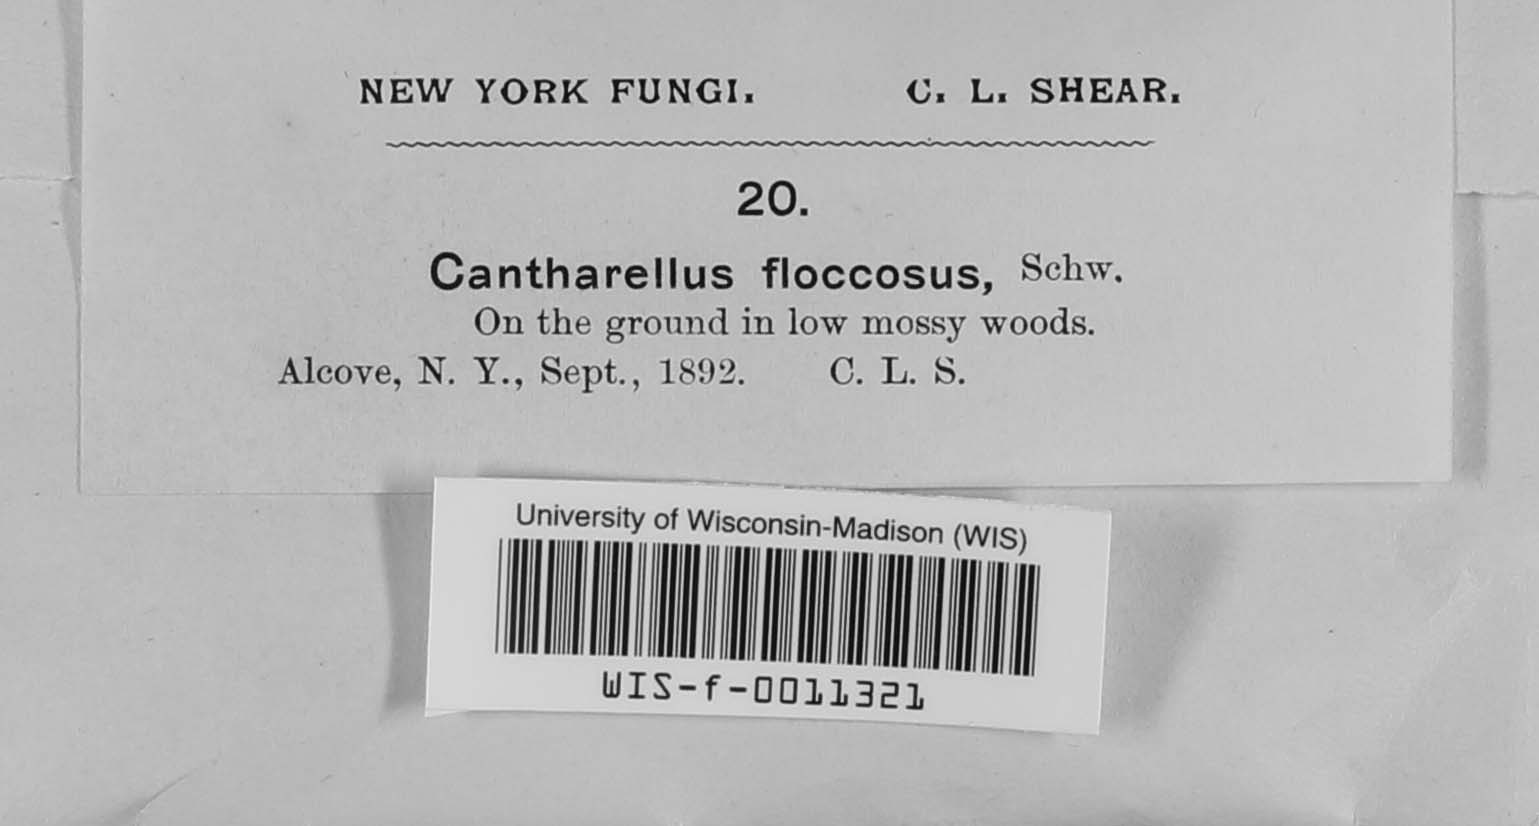 NEW YORK FUNGI. C. L. SHEAR.
20.
Cantharellus floccosus, Schw.
On the ground in low mossy woods.
Alcove, N. Y., Sept., 1892. C. L. S.
University of Wisconsin-Madison (WIS)
WIS-f-0011321